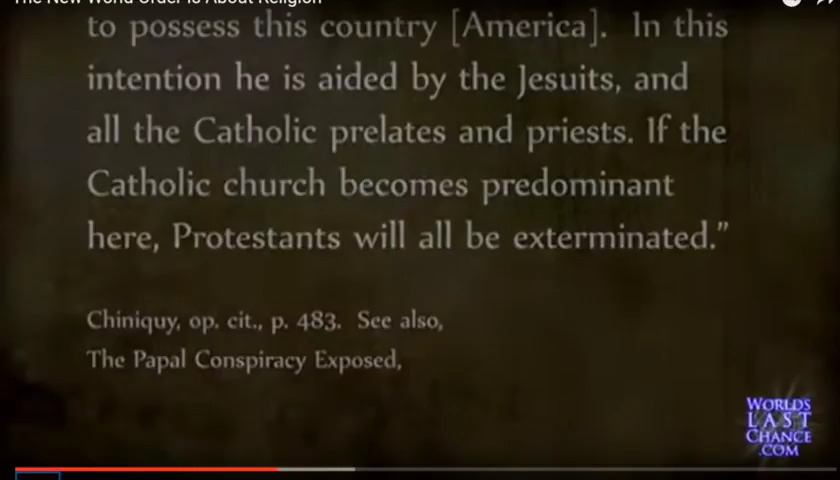 The New World Order is About Religion
to possess this country [America]. In this
intention he is aided by the Jesuits, and
all the Catholic prelates and priests. If the
Catholic church becomes predominant
here, Protestants will all be exterminated."
Chiniquy, op. cit., p. 483. See also,
The Papal Conspiracy Exposed,
WORLDS
LAST
CHANCE
.COM